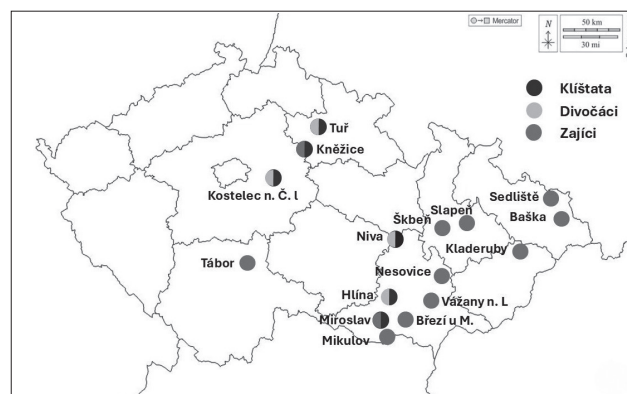 → Mercator
N
50 km
30 mi
Klíšťata
Divočáci
Zajíci
Tuř
Kněžice
Kostelec n. Č. l
Sedliště
Slapeň
Baška
Škbeň
Niva
Kladeruby
Tábor
Nesovice
Hlína
Vážany n. L
Miroslav
Březí u M.
Mikulov